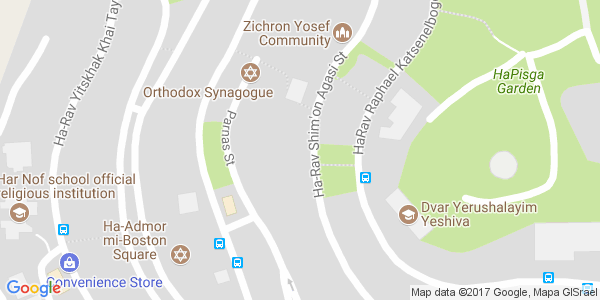 Zichron Yosef
Community
Orthodox Synagogue
HaPisga
Garden
Ha-Rav Yitskhak Khai Tay
Parnas St
Ha-Rav Shim'on Agasi St
HaRav Raphael Katsenelbog
Har Nof school official
religious institution
Ha-Admor
mi-Boston
Square
Dvar Yerushalayim
Yeshiva
Convenience Store
Google
Map data ©2017 Google, Mapa GISrael